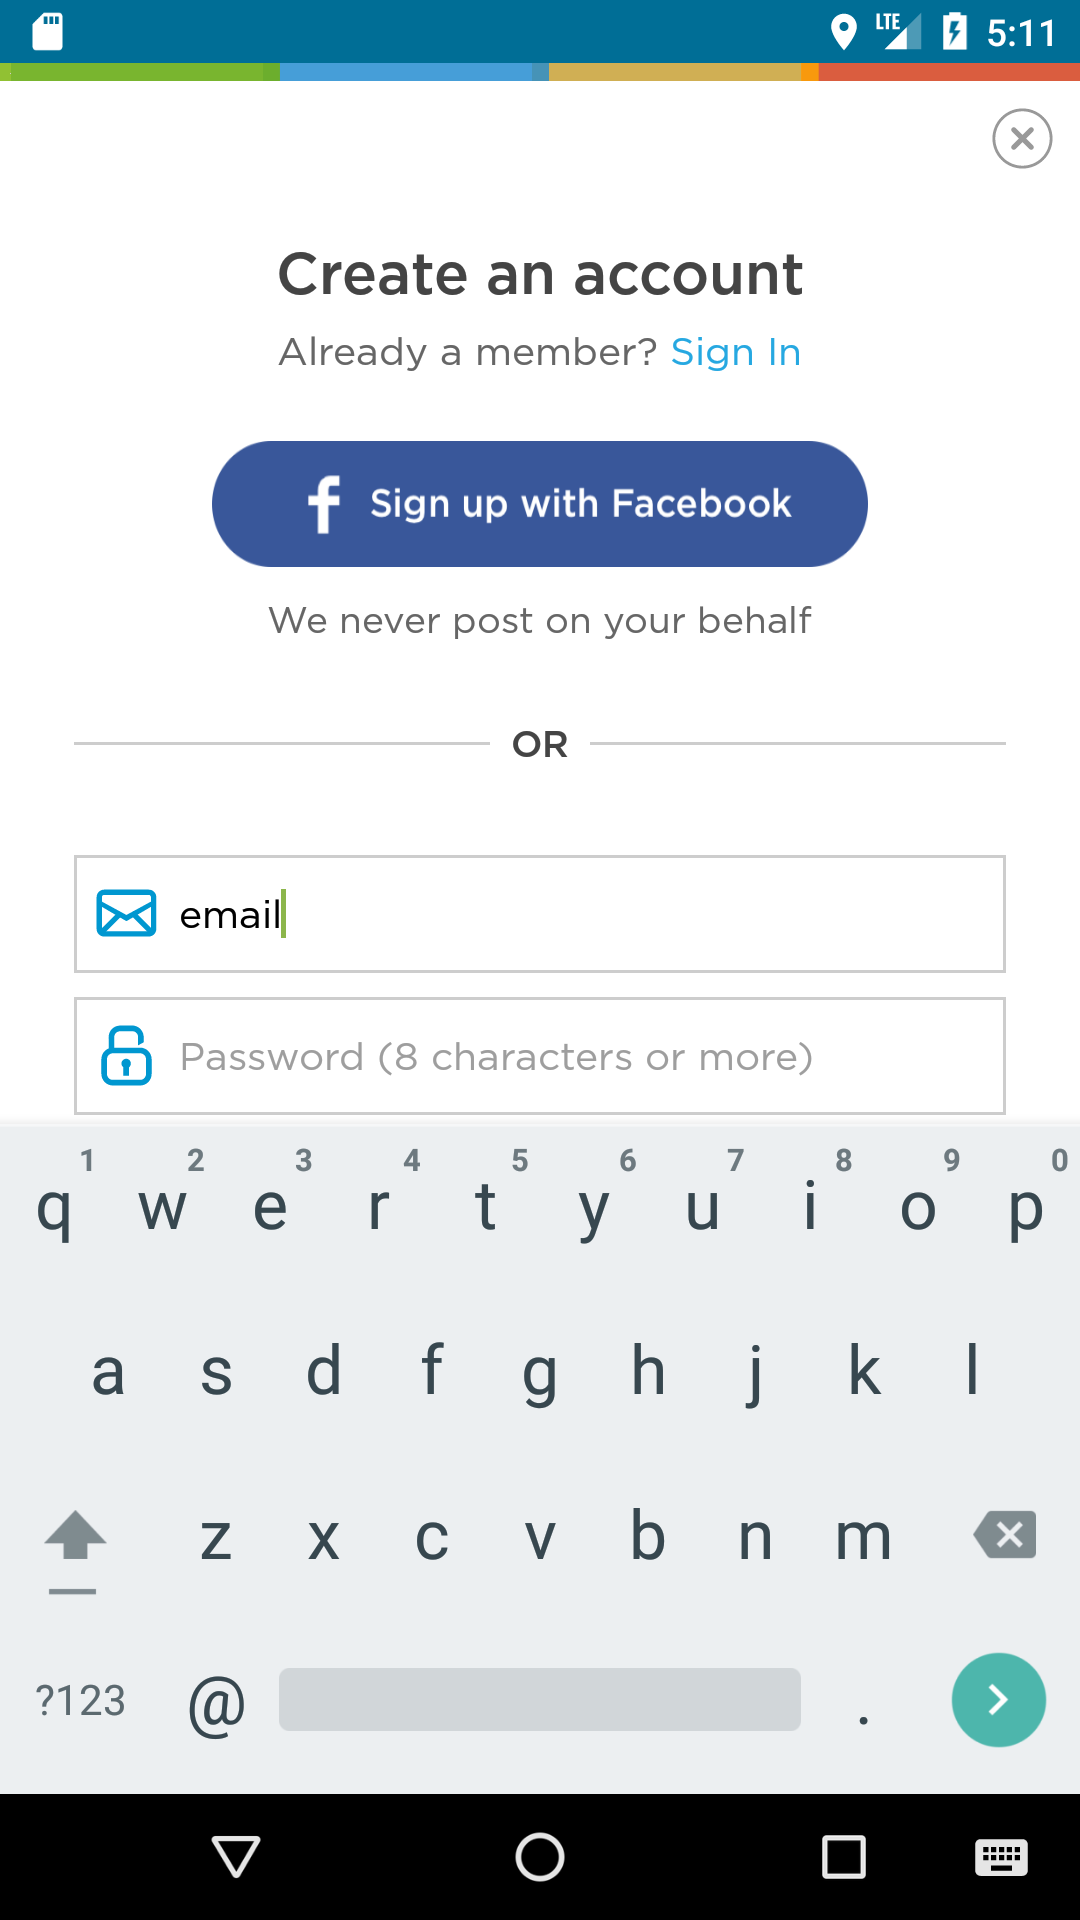 LTE 5:11
Create an account
Already a member? Sign In
f Sign up with Facebook
We never post on your behalf
OR
email
Password (8 characters or more)
1 2 3 4 5 6 7 8 9 0
q w e r t y u i o p
a s d f g h j k l
z x c v b n m
?123 @ .